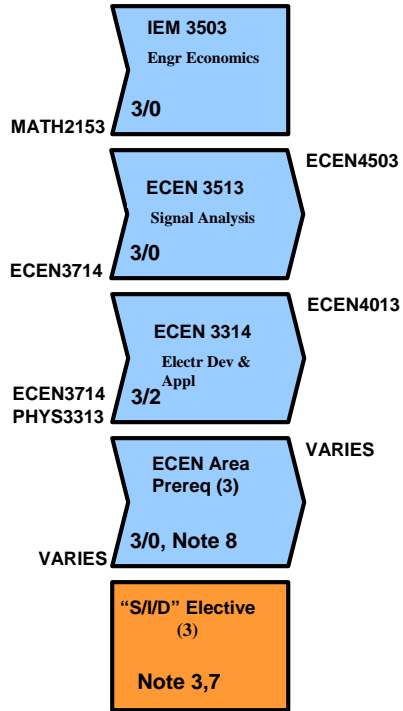 IEM 3503
Engr Economics
3/0
MATH2153
ECEN4503
ECEN 3513
Signal Analysis
3/0
ECEN3714
ECEN4013
ECEN 3314
Electr Dev &
Appl
3/2
ECEN3714
PHYS3313
VARIES
ECEN Area
Prereq (3)
3/0, Note 8
VARIES
“S/I/D” Elective
(3)
Note 3,7